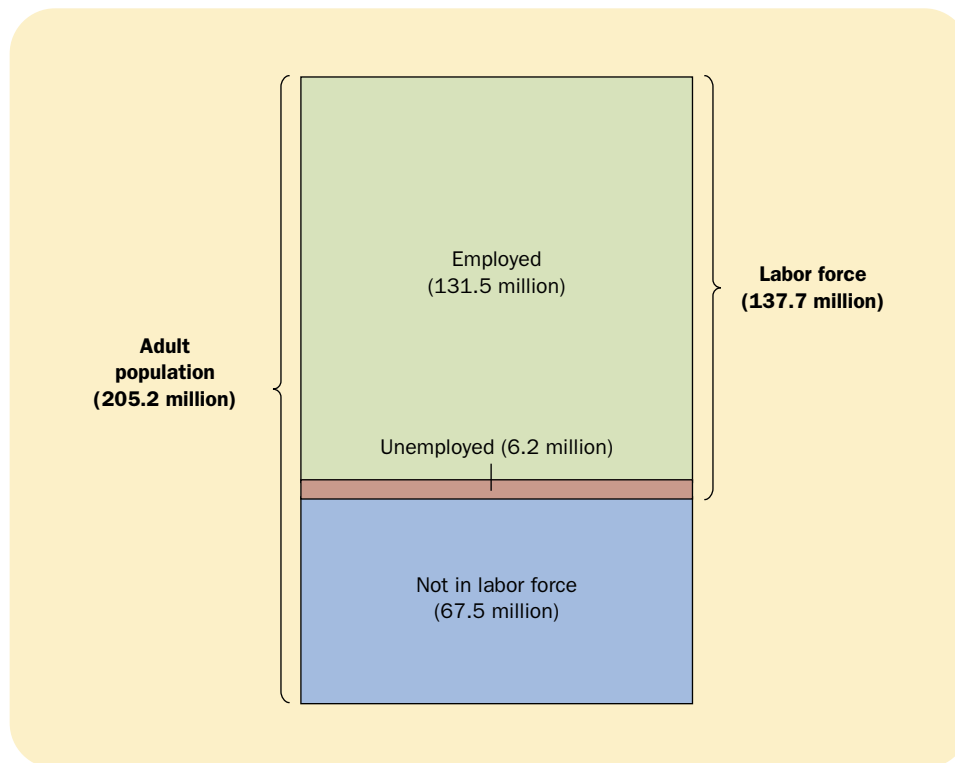 Employed
(131.5 million)
Labor force
(137.7 million)
Adult
population
(205.2 million)
Unemployed (6.2 million)
Not in labor force
(67.5 million)